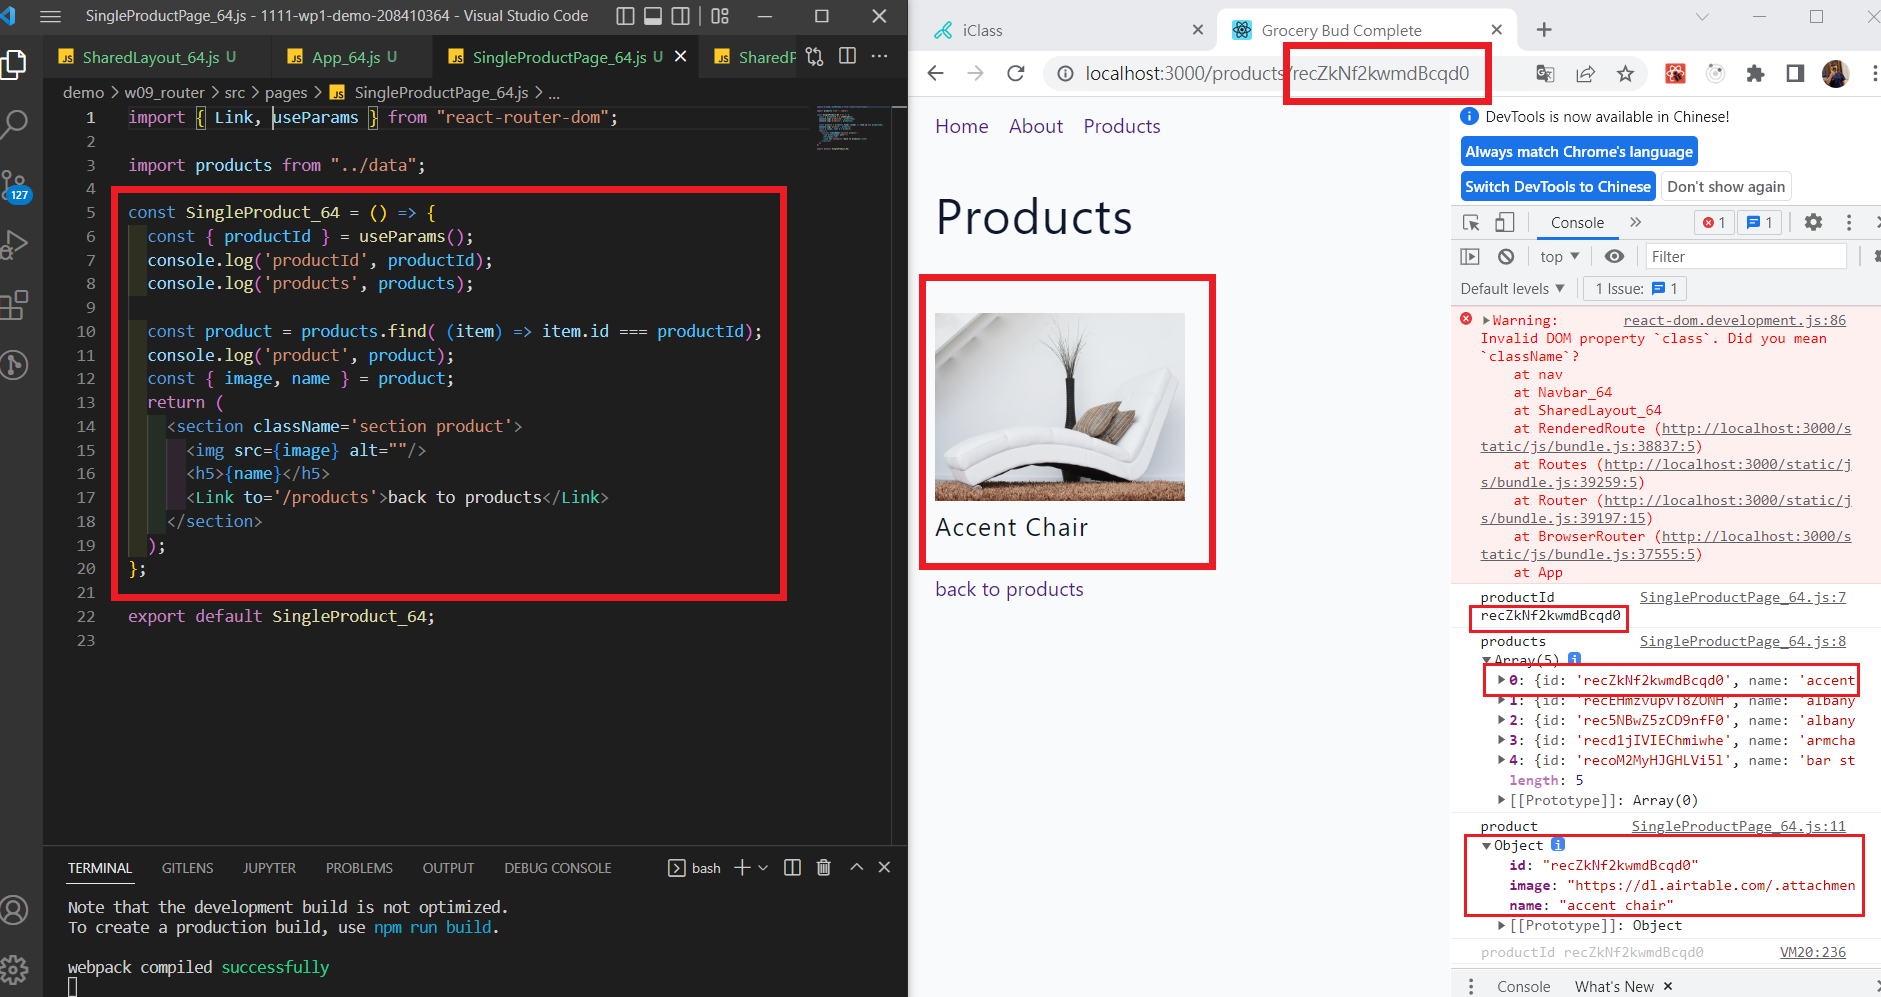 SingleProductPage_64.js - 1111-wp1-demo-208410364 - Visual Studio Code
SharedLayout_64.js U
App_64.js U
SingleProductPage_64.js U
SharedP
demo > w09_router > src > pages > JS SingleProductPage_64.js > ...
1 import { Link, useParams } from "react-router-dom";
2
3 import products from "../data";
4
5 const SingleProduct_64 = () => {
6 const { productId } = useParams();
7 console.log('productId', productId);
8 console.log('products', products);
9
10 const product = products.find( (item) => item.id === productId);
11 console.log('product', product);
12 const { image, name } = product;
13 return (
14 <section className='section product'>
15 <img src={image} alt=""/>
16 <h5>{name}</h5>
17 <Link to='/products'>back to products</Link>
18 </section>
19 );
20 };
21
22 export default SingleProduct_64;
23
127
TERMINAL GITLENS JUPYTER PROBLEMS OUTPUT DEBUG CONSOLE
bash
Note that the development build is not optimized.
To create a production build, use npm run build.
webpack compiled successfully
iClass
Grocery Bud Complete
localhost:3000/products/recZkNf2kwmdBcqd0
Home About Products
Products
Accent Chair
back to products
DevTools is now available in Chinese!
Always match Chrome's language
Switch DevTools to Chinese
Don't show again
Console
1
1
top
Filter
Default levels
1 Issue: 1
Warning: react-dom.development.js:86
Invalid DOM property `class`. Did you mean
`className`?
at nav
at Navbar_64
at SharedLayout_64
at RenderedRoute (http://localhost:3000/s
tatic/js/bundle.js:38837:5)
at Routes (http://localhost:3000/static/j
s/bundle.js:39259:5)
at Router (http://localhost:3000/static/j
s/bundle.js:39197:15)
at BrowserRouter (http://localhost:3000/s
tatic/js/bundle.js:37555:5)
at App
productId SingleProductPage_64.js:7
recZkNf2kwmdBcqd0
products SingleProductPage_64.js:8
Array(5)
0: {id: 'recZkNf2kwmdBcqd0', name: 'accent
1: {id: 'recEHmzvupvT8ZONH', name: 'albany
2: {id: 'rec5NBwZ5zCD9nfF0', name: 'albany
3: {id: 'recd1jIVIEChmiwhe', name: 'armcha
4: {id: 'recoM2MyHJGHLVi5l', name: 'bar st
length: 5
[[Prototype]]: Array(0)
product SingleProductPage_64.js:11
Object
id: "recZkNf2kwmdBcqd0"
image: "https://dl.airtable.com/.attachmen
name: "accent chair"
[[Prototype]]: Object
productId recZkNf2kwmdBcqd0 VM20:236
Console What's New